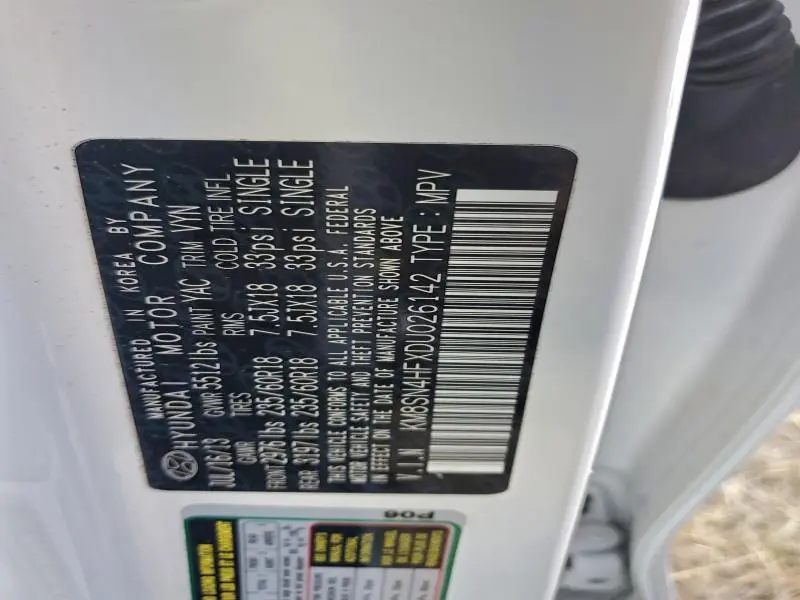 MANUFACTURED IN KOREA BY
HYUNDAI MOTOR COMPANY
JUL/16/13 GVWR 5512lbs PAINT YAC TRIM VYN
GAWR TIRES RMS COLD TIRE INFL
FRONT 2976lbs 235/60R18 7.5JX18 33psi SINGLE
REAR 3197lbs 235/60R18 7.5JX18 33psi SINGLE
THIS VEHICLE CONFORMS TO ALL APPLICABLE U.S.A. FEDERAL
MOTOR VEHICLE SAFETY AND THEFT PREVENTION STANDARDS
IN EFFECT ON THE DATE OF MANUFACTURE SHOWN ABOVE
V.I.N KM8SN4HFXDU026142 TYPE : MPV
P06